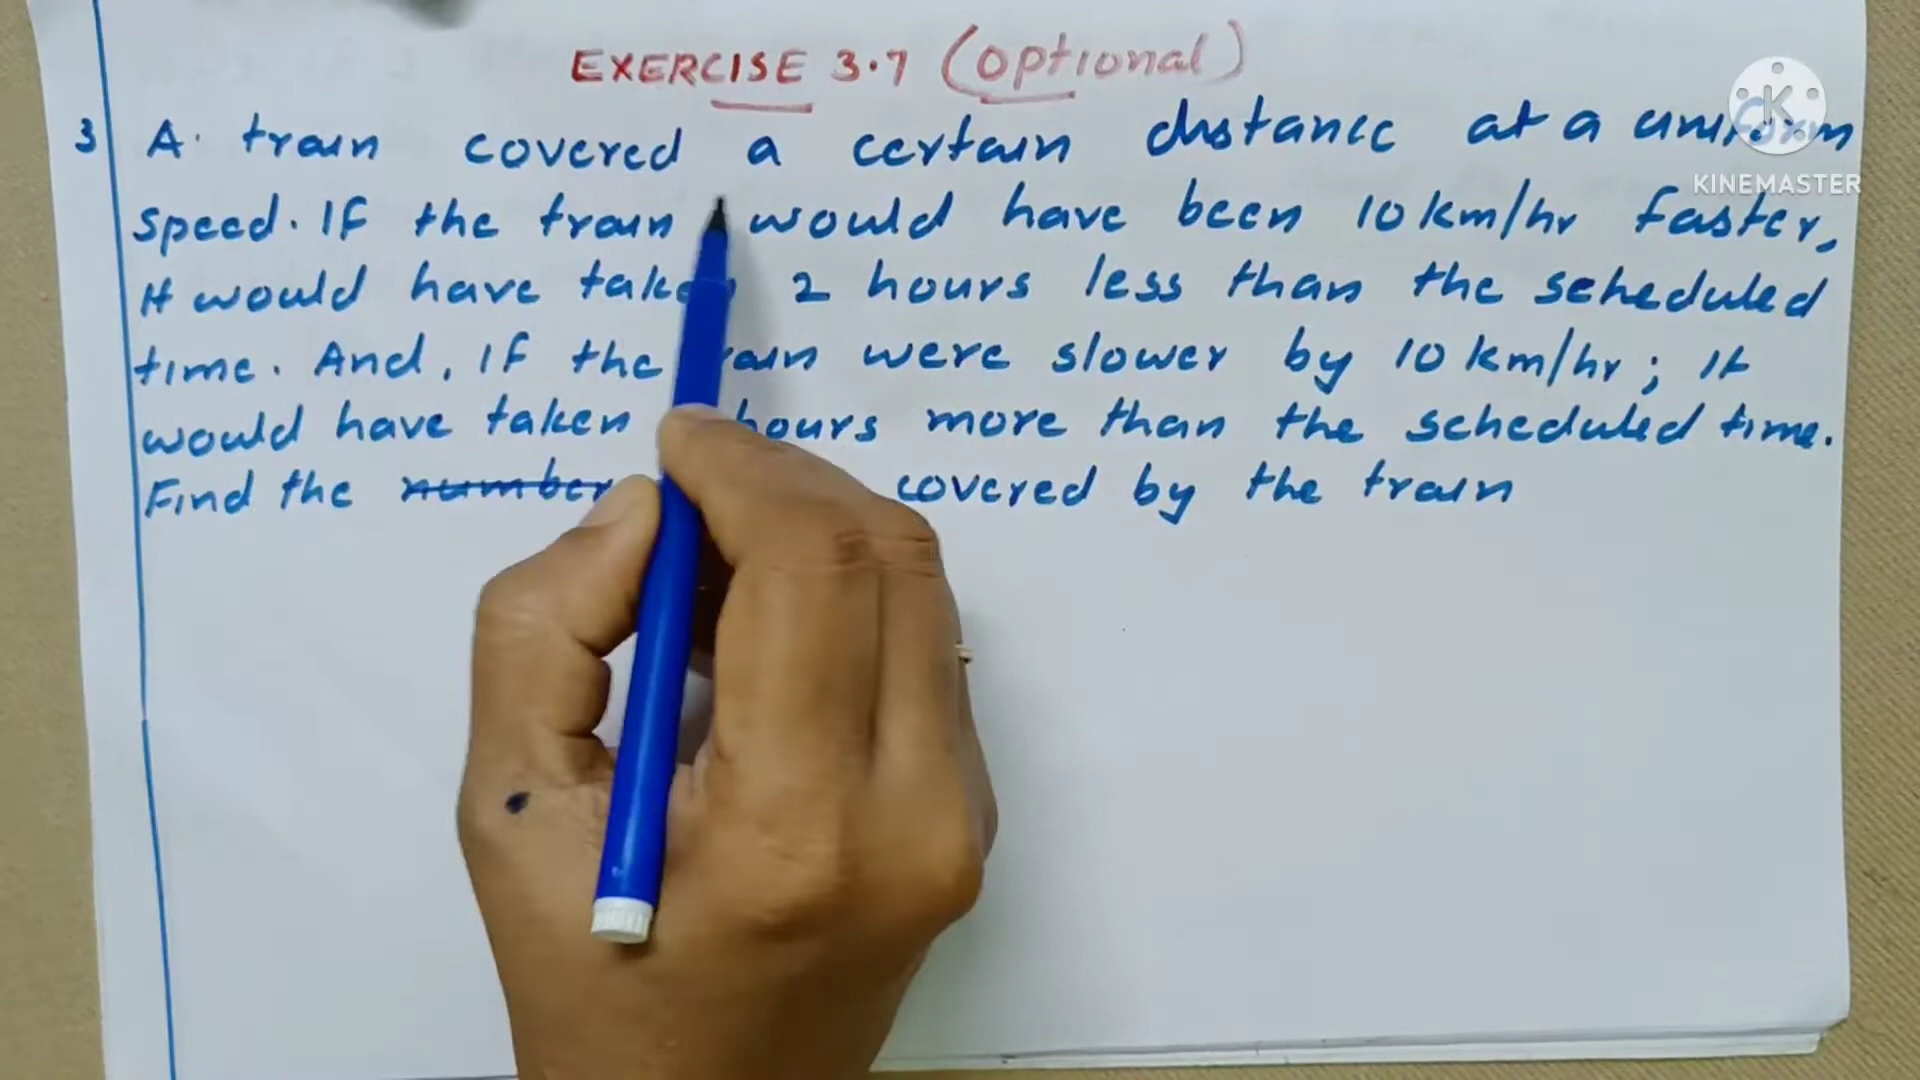 EXERCISE 3.7 (optional)
3 A train covered a certain distance at a uniform
speed. If the train would have been 10 km/hr faster,
It would have taken 2 hours less than the scheduled
time. And, if the train were slower by 10 km/hr; it
would have taken hours more than the scheduled time.
Find the number covered by the train
K
KINEMASTER